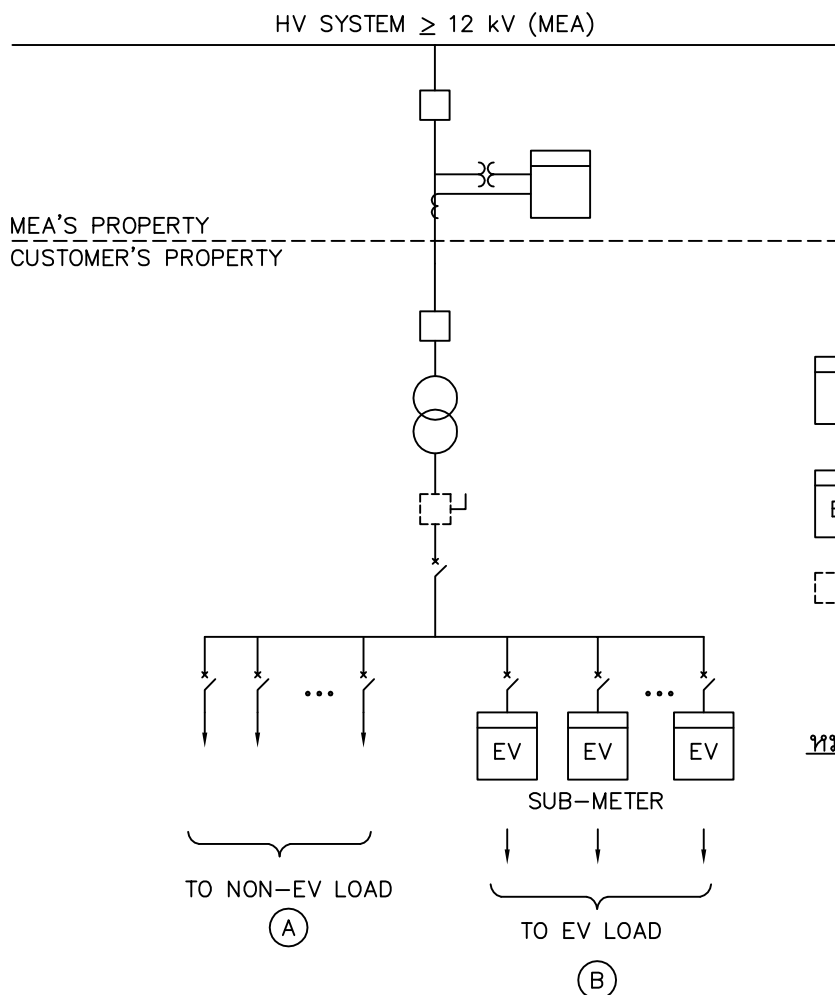 HV SYSTEM ≥ 12 kV (MEA)
MEA'S PROPERTY
CUSTOMER'S PROPERTY
EV EV EV
SUB-METER
TO NON-EV LOAD
A
TO EV LOAD
B